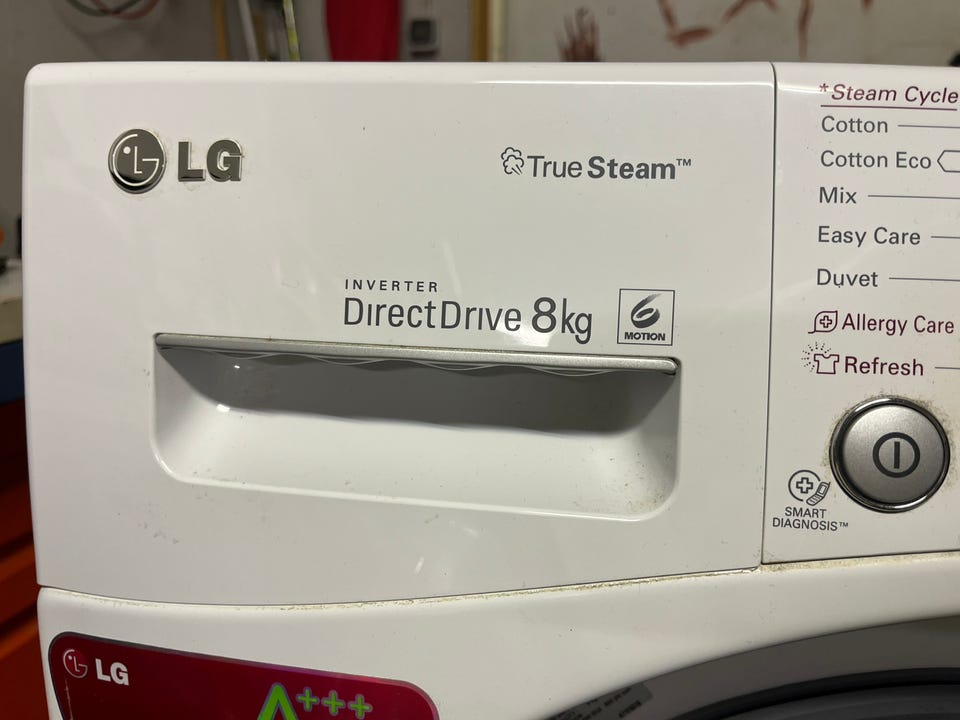 LG
TrueSteam™
INVERTER
DirectDrive 8kg
6
MOTION
*Steam Cycle
Cotton
Cotton Eco
Mix
Easy Care
Duvet
Allergy Care
Refresh
SMART
DIAGNOSIS™
LG
A+++